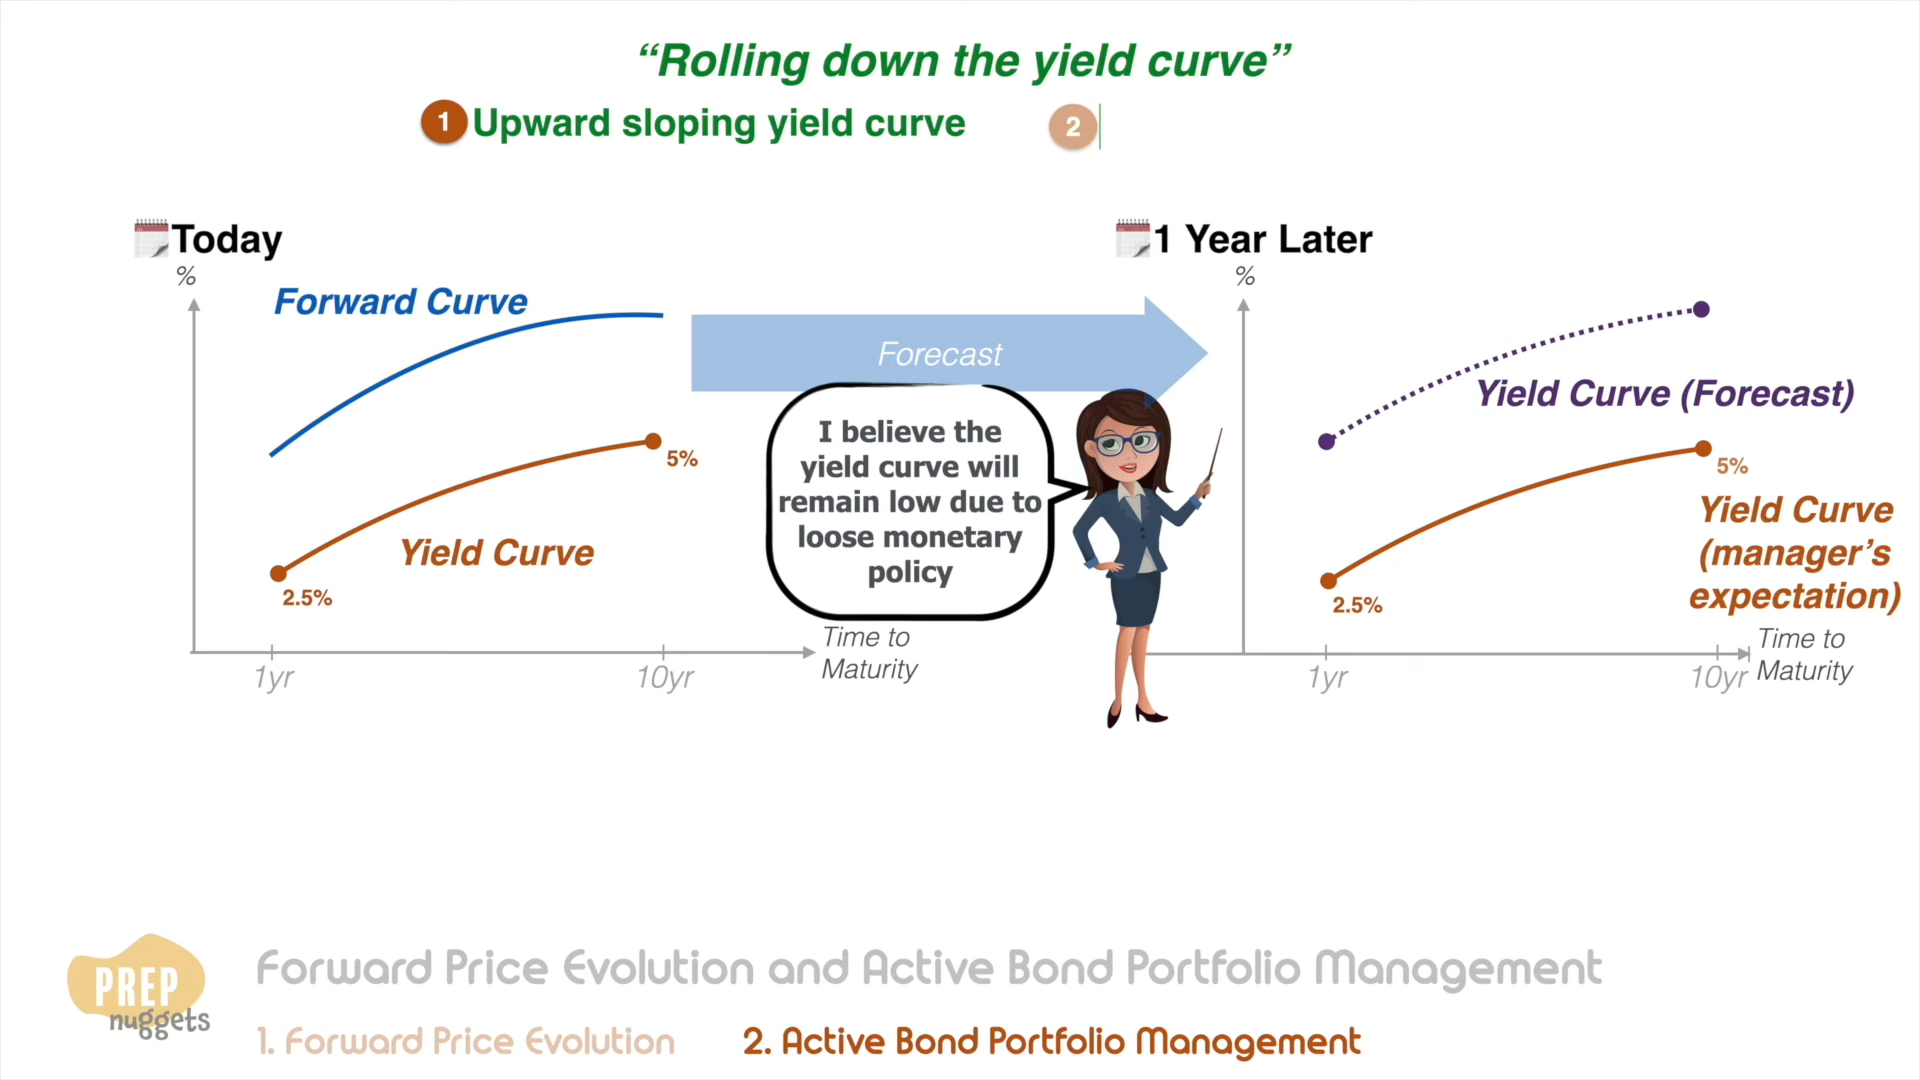 “Rolling down the yield curve”
1 Upward sloping yield curve
2
Today
1 Year Later
%
%
Forward Curve
Forecast
Yield Curve (Forecast)
I believe the
yield curve will
remain low due to
loose monetary
policy
5%
5%
Yield Curve
Yield Curve
(manager’s
expectation)
2.5%
2.5%
Time to
Maturity
Time to
Maturity
1yr
10yr
1yr
10yr
PREP
nuggets
Forward Price Evolution and Active Bond Portfolio Management
1. Forward Price Evolution
2. Active Bond Portfolio Management